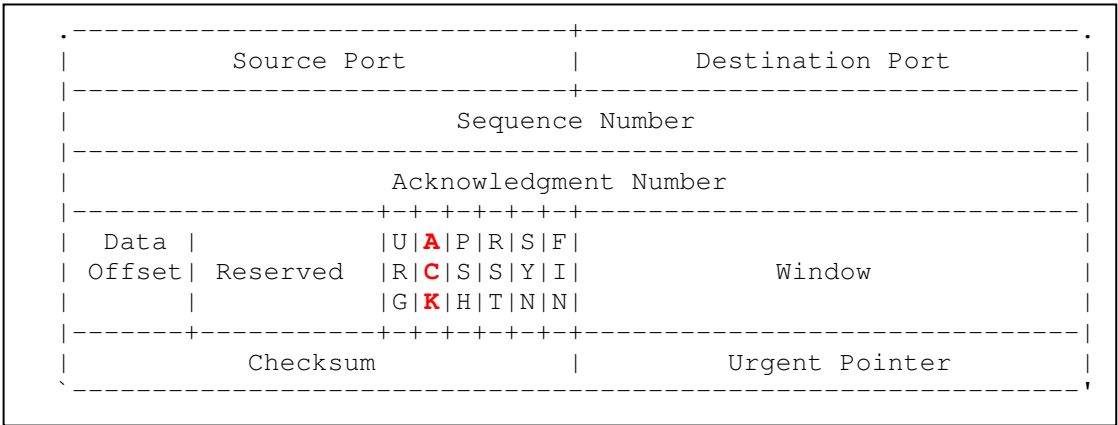 .-------------------------------+-------------------------------.
|          Source Port          |       Destination Port        |
|-------------------------------+-------------------------------|
|                        Sequence Number                        |
|---------------------------------------------------------------|
|                    Acknowledgment Number                      |
|-------------------+-+-+-+-+-+-+-------------------------------|
|  Data |           |U|A|P|R|S|F|                               |
| Offset| Reserved  |R|C|S|S|Y|I|            Window             |
|       |           |G|K|H|T|N|N|                               |
|-------+-----------+-+-+-+-+-+-+-------------------------------|
|           Checksum            |         Urgent Pointer        |
`---------------------------------------------------------------'